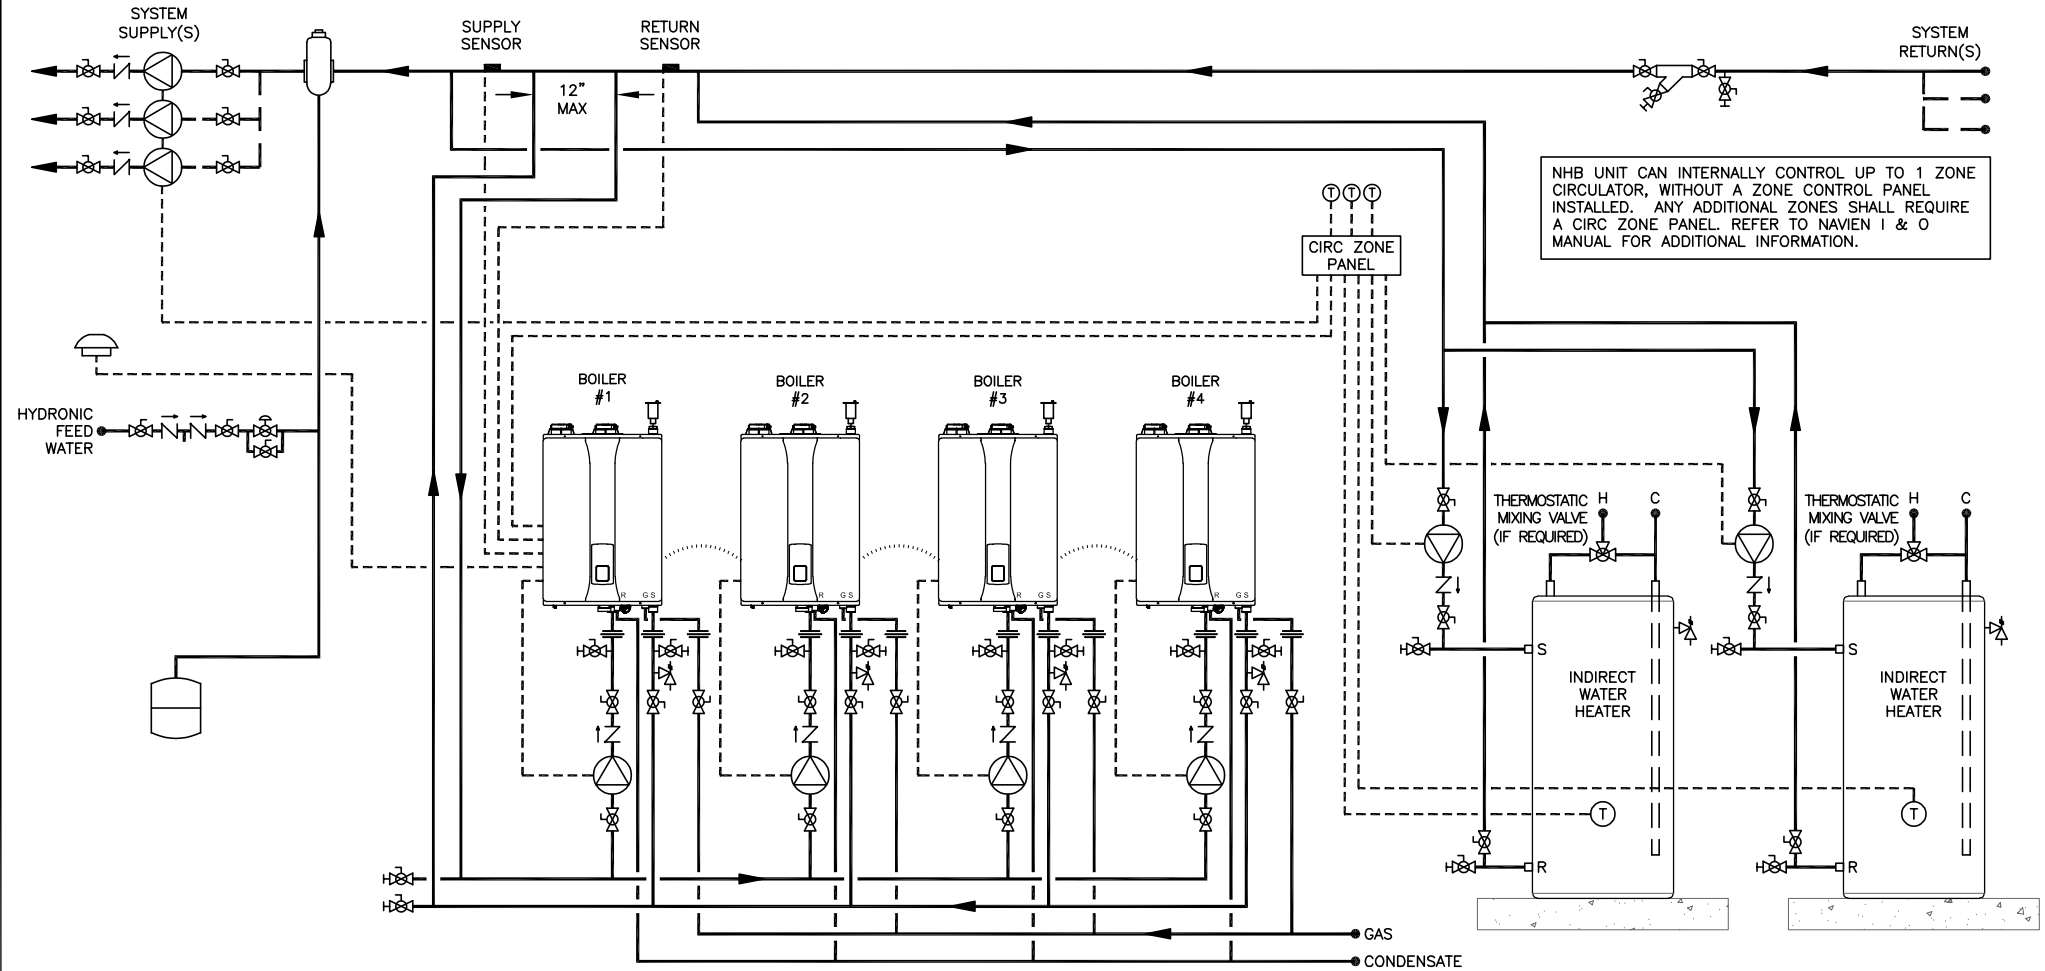 SYSTEM
SUPPLY(S)
SUPPLY
SENSOR
RETURN
SENSOR
SYSTEM
RETURN(S)
12"
MAX
NHB UNIT CAN INTERNALLY CONTROL UP TO 1 ZONE
CIRCULATOR, WITHOUT A ZONE CONTROL PANEL
INSTALLED. ANY ADDITIONAL ZONES SHALL REQUIRE
A CIRC ZONE PANEL. REFER TO NAVIEN I & O
MANUAL FOR ADDITIONAL INFORMATION.
T T T
CIRC ZONE
PANEL
HYDRONIC
FEED
WATER
BOILER
#1
BOILER
#2
BOILER
#3
BOILER
#4
R G S
R G S
R G S
R G S
THERMOSTATIC
MIXING VALVE
(IF REQUIRED)
H C
THERMOSTATIC
MIXING VALVE
(IF REQUIRED)
H C
S
INDIRECT
WATER
HEATER
T
R
S
INDIRECT
WATER
HEATER
T
R
GAS
CONDENSATE